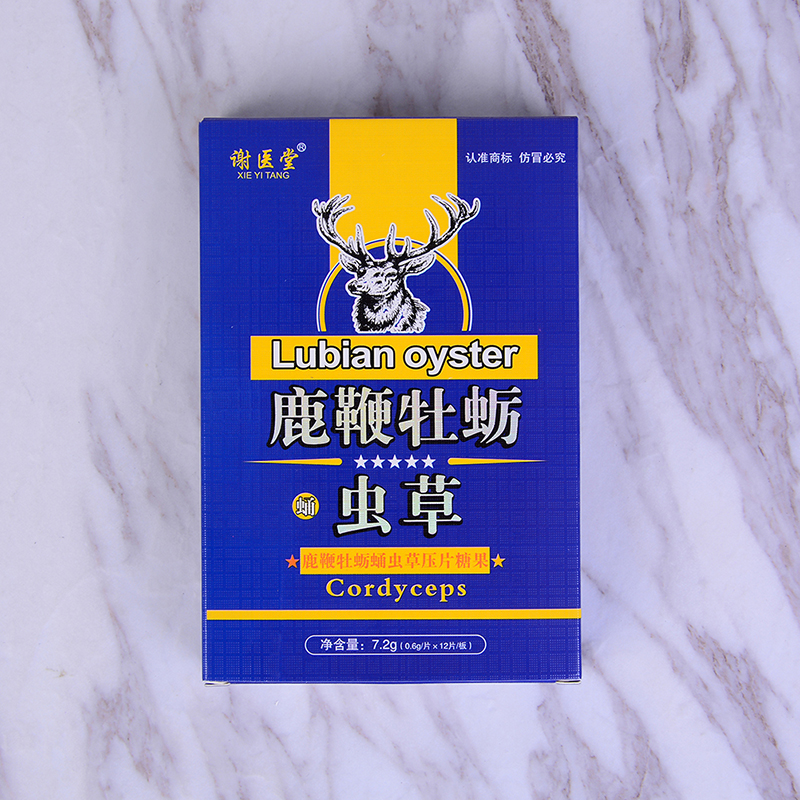 谢医堂®
XIE YI TANG
认准商标 仿冒必究
Lubian oyster
鹿鞭牡蛎
蛹
虫草
鹿鞭牡蛎蛹虫草压片糖果
Cordyceps
净含量：7.2g（0.6g/片×12片/板）